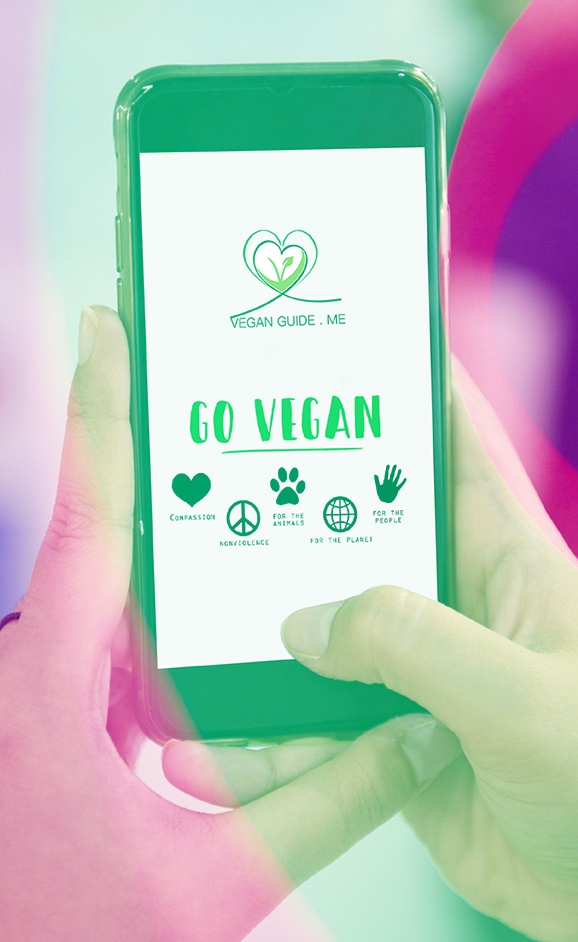 VEGAN GUIDE . ME
GO VEGAN
COMPASSION
NONVIOLENCE
FOR THE
ANIMALS
FOR THE PLANET
FOR THE
PEOPLE